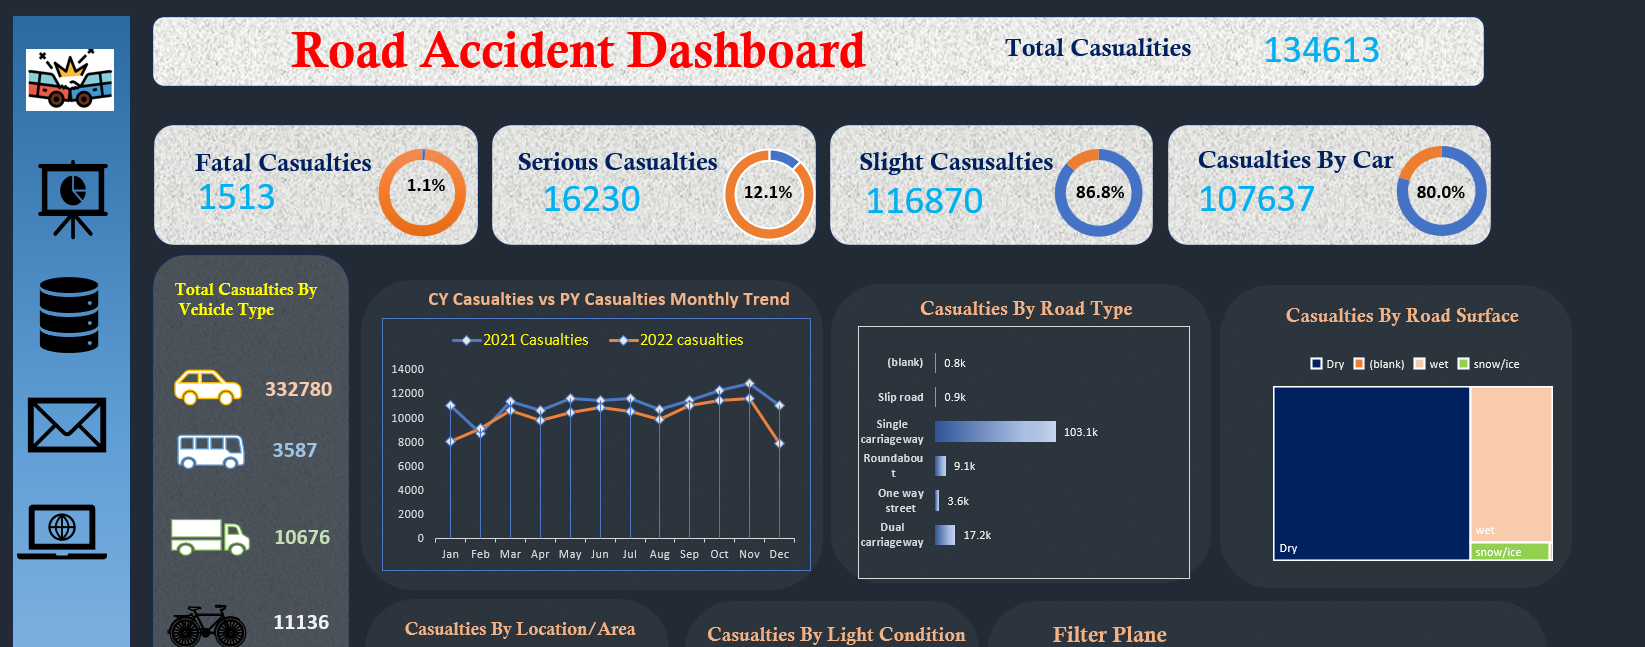 Road Accident Dashboard
Total Casualities
134613
Fatal Casualties
1513
1.1%
Serious Casualties
16230
12.1%
Slight Casusalties
116870
86.8%
Casualties By Car
107637
80.0%
Total Casualties By
Vehicle Type
332780
3587
10676
11136
CY Casualties vs PY Casualties Monthly Trend
2021 Casualties
2022 casualties
14000
12000
10000
8000
6000
4000
2000
0
Jan Feb Mar Apr May Jun Jul Aug Sep Oct Nov Dec
Casualties By Road Type
(blank) 0.8k
Slip road 0.9k
Single
carriageway 103.1k
Roundabou
t 9.1k
One way
street 3.6k
Dual
carriageway 17.2k
Casualties By Road Surface
Dry (blank) wet snow/ice
Dry
wet
snow/ice
Casualties By Location/Area
Casualties By Light Condition
Filter Plane